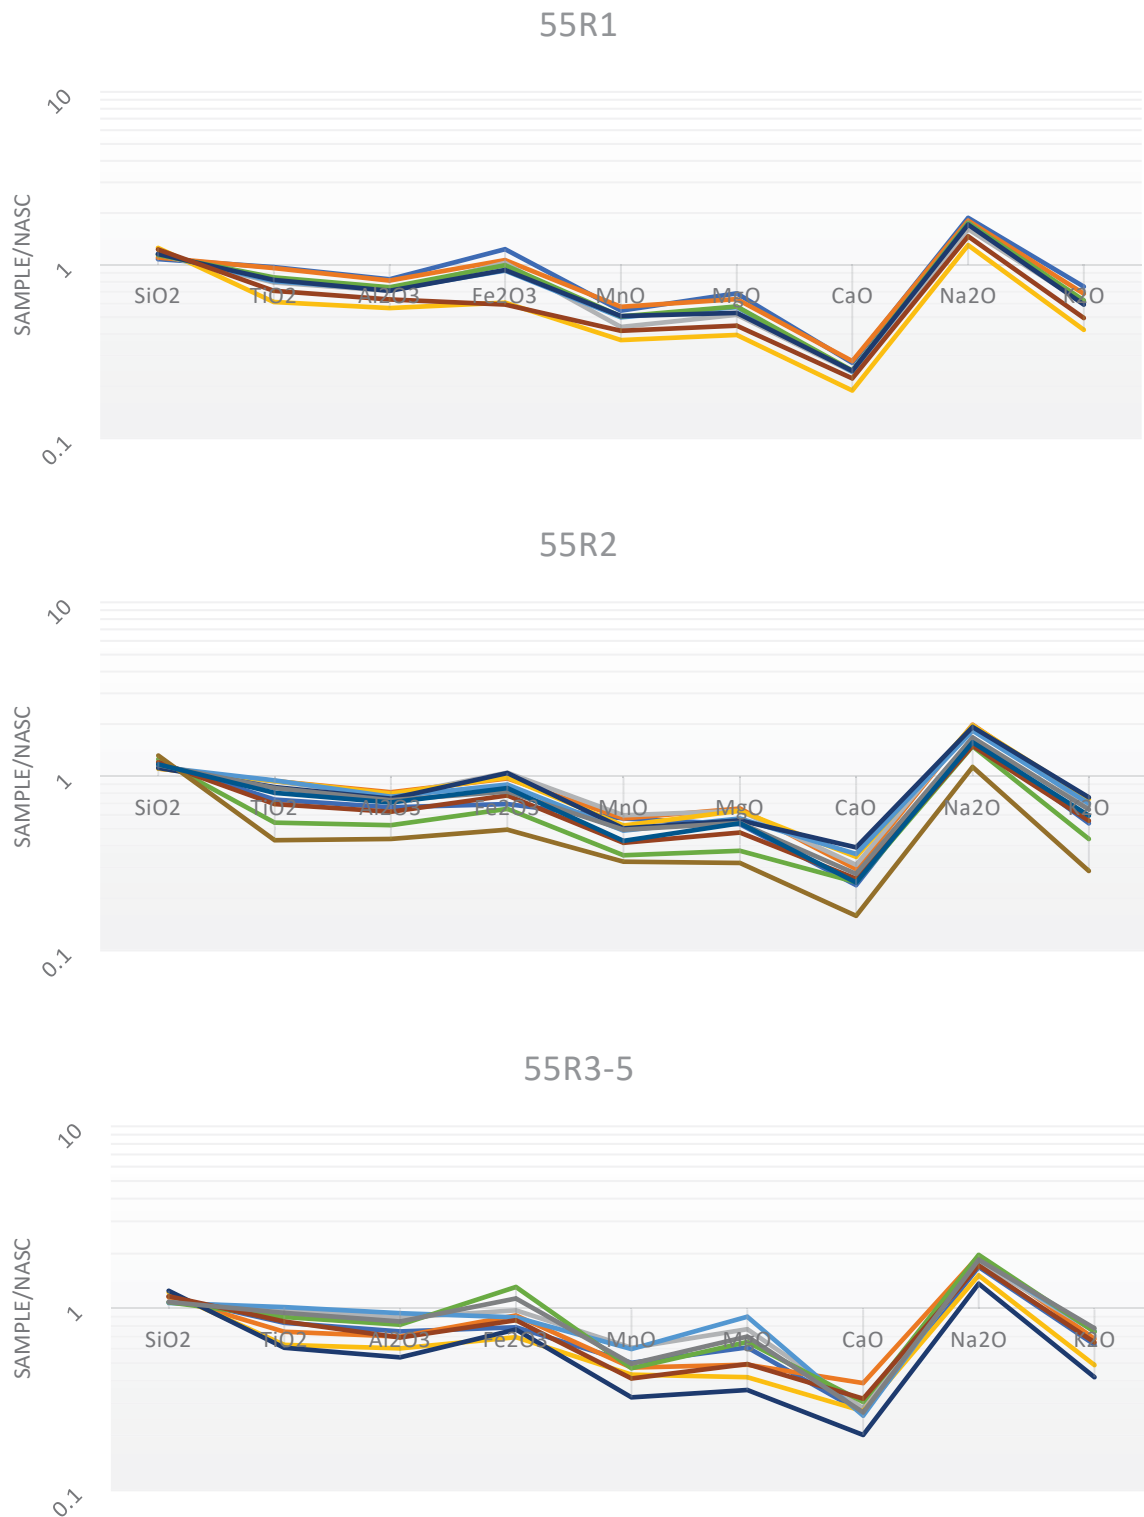 55R1
10
1
0.1
SAMPLE/NASC
SiO2 TiO2 Al2O3 Fe2O3 MnO MgO CaO Na2O K2O
55R2
10
1
0.1
SAMPLE/NASC
SiO2 TiO2 Al2O3 Fe2O3 MnO MgO CaO Na2O K2O
55R3-5
10
1
0.1
SAMPLE/NASC
SiO2 TiO2 Al2O3 Fe2O3 MnO MgO CaO Na2O K2O